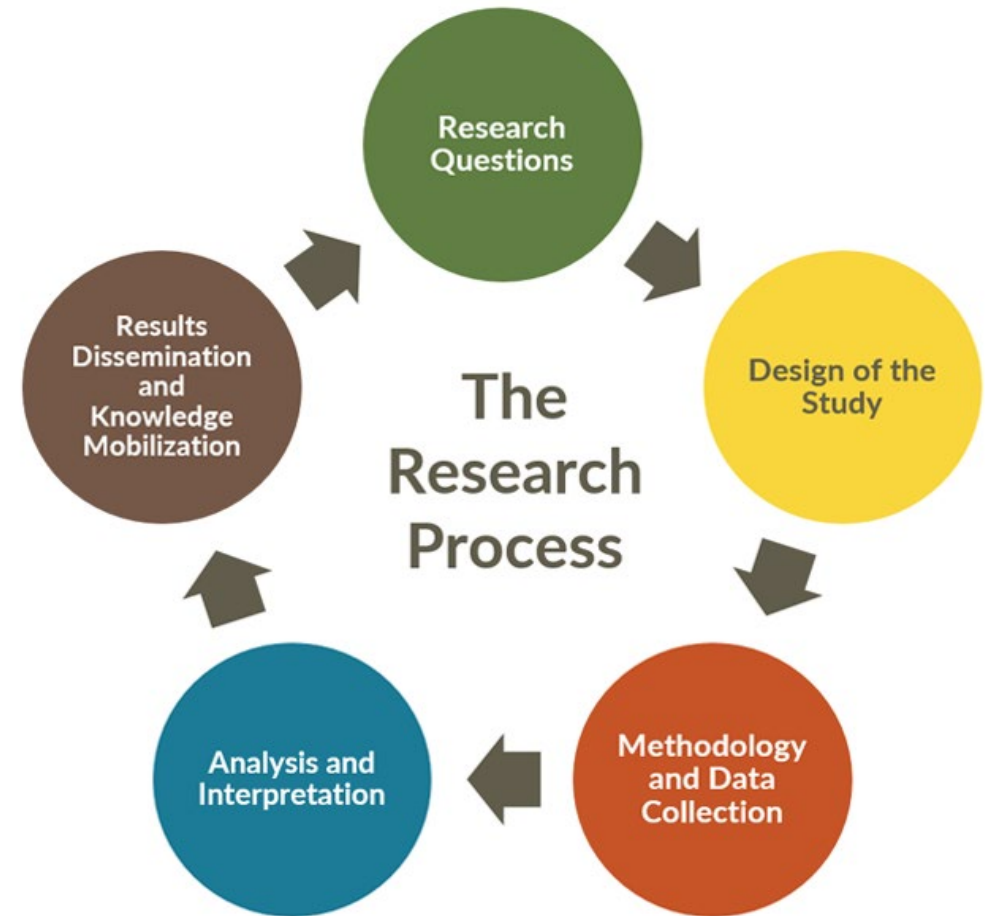 Research
Questions
Design of the
Study
Methodology
and Data
Collection
Analysis and
Interpretation
Results
Dissemination
and
Knowledge
Mobilization
The
Research
Process